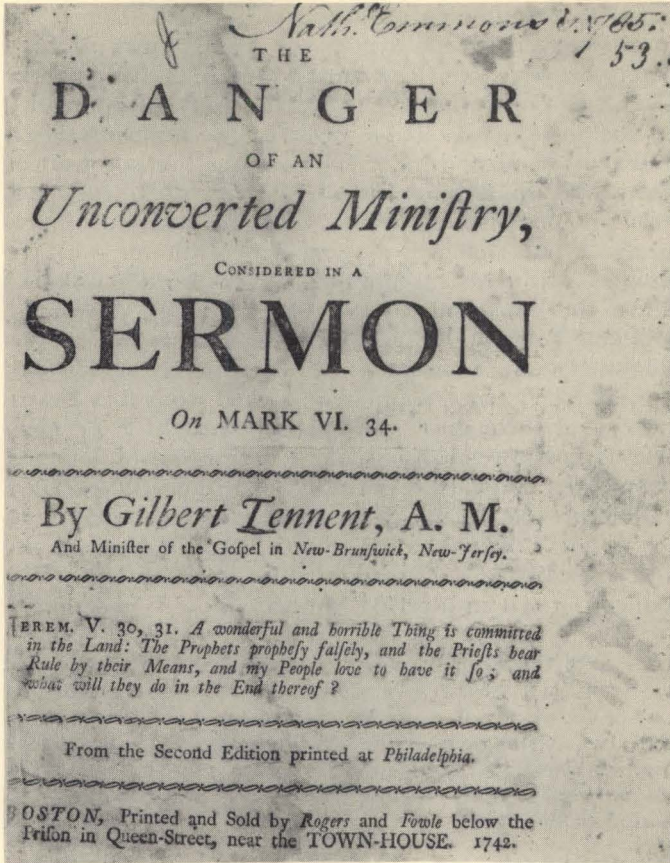 Nath. Emmons's.
53.
THE
DANGER
OF AN
Unconverted Miniſtry,
CONSIDERED IN A
SERMON
On MARK VI. 34.
By Gilbert Tennent, A. M.
And Miniſter of the Goſpel in New-Brunſwick, New-Jerſey.
JEREM. V. 30, 31. A wonderful and horrible Thing is committed
in the Land: The Prophets propheſy falſely, and the Prieſts bear
Rule by their Means, and my People love to have it ſo; and
what will they do in the End thereof?
From the Second Edition printed at Philadelphia.
BOSTON, Printed and Sold by Rogers and Fowle below the
Priſon in Queen-Street, near the TOWN-HOUSE. 1742.